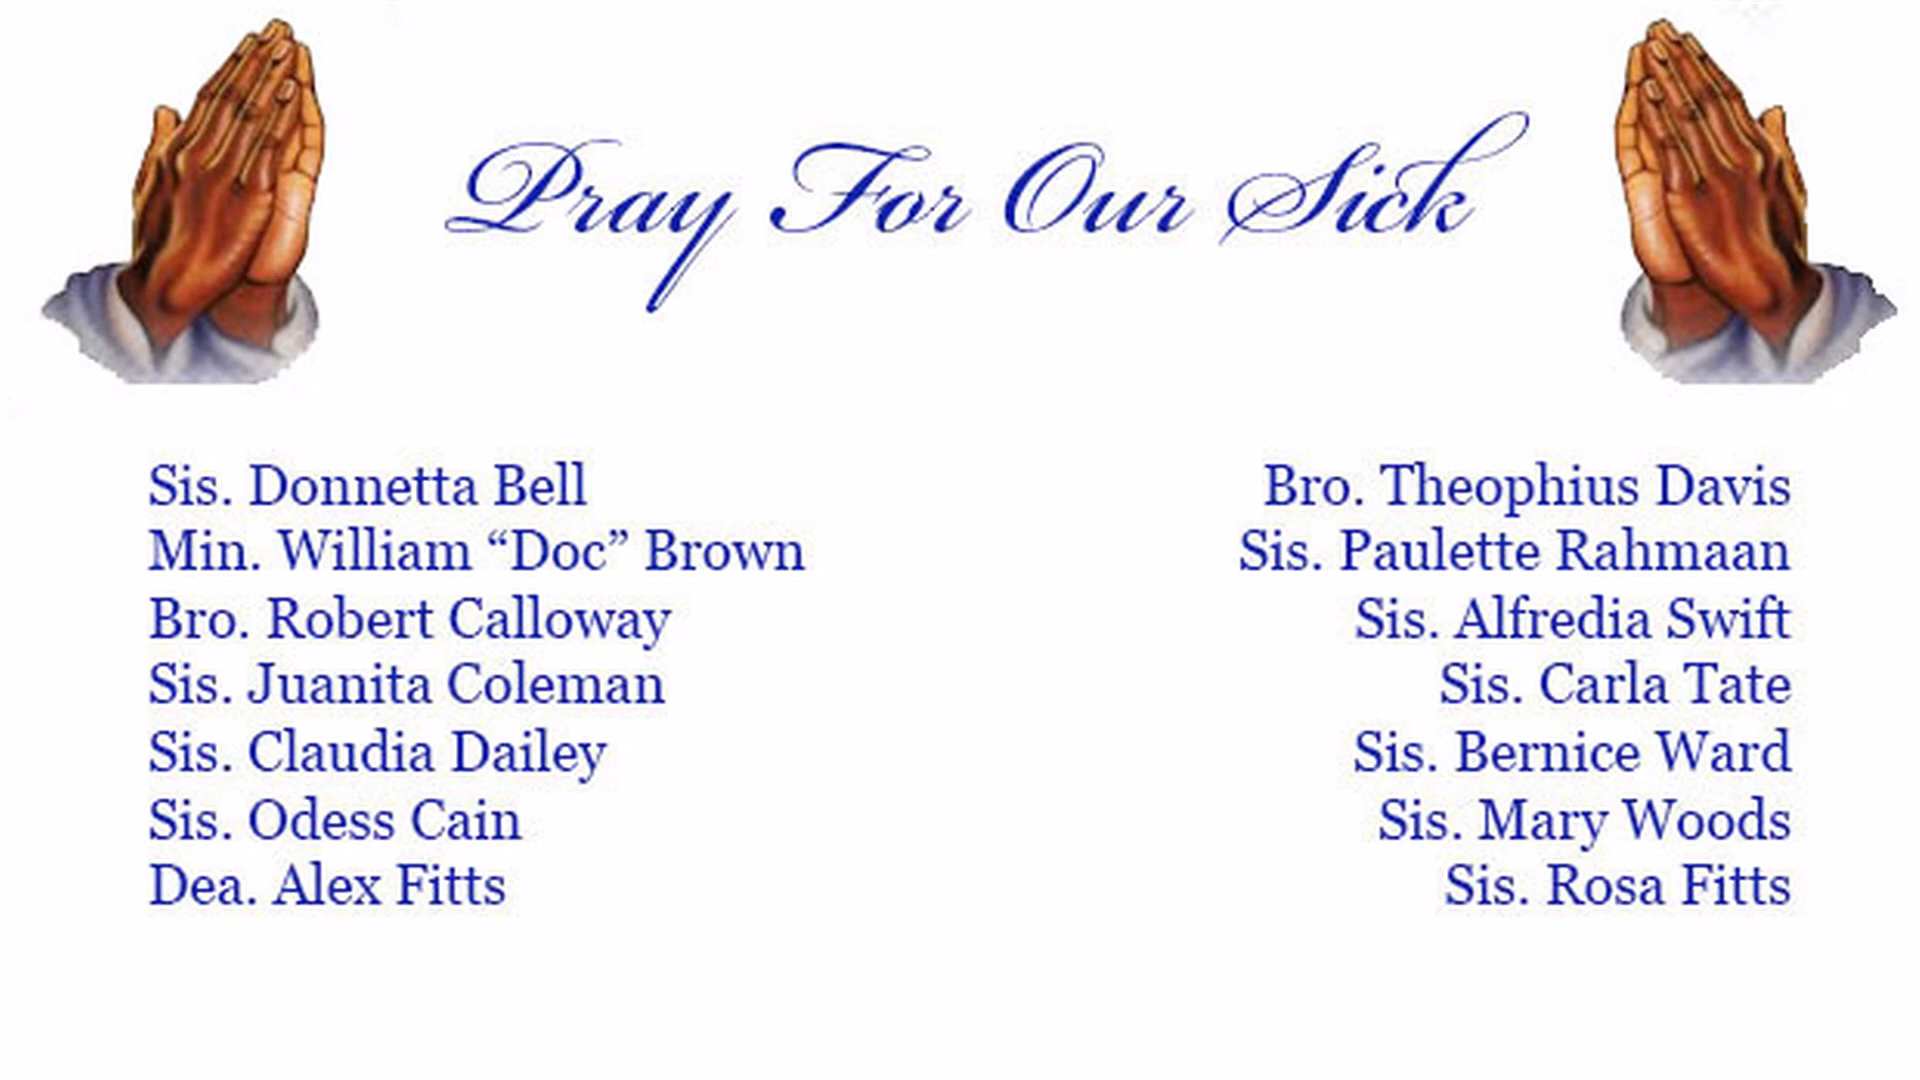 Pray For Our Sick
Sis. Donnetta Bell
Min. William “Doc” Brown
Bro. Robert Calloway
Sis. Juanita Coleman
Sis. Claudia Dailey
Sis. Odess Cain
Dea. Alex Fitts
Bro. Theophius Davis
Sis. Paulette Rahmaan
Sis. Alfredia Swift
Sis. Carla Tate
Sis. Bernice Ward
Sis. Mary Woods
Sis. Rosa Fitts